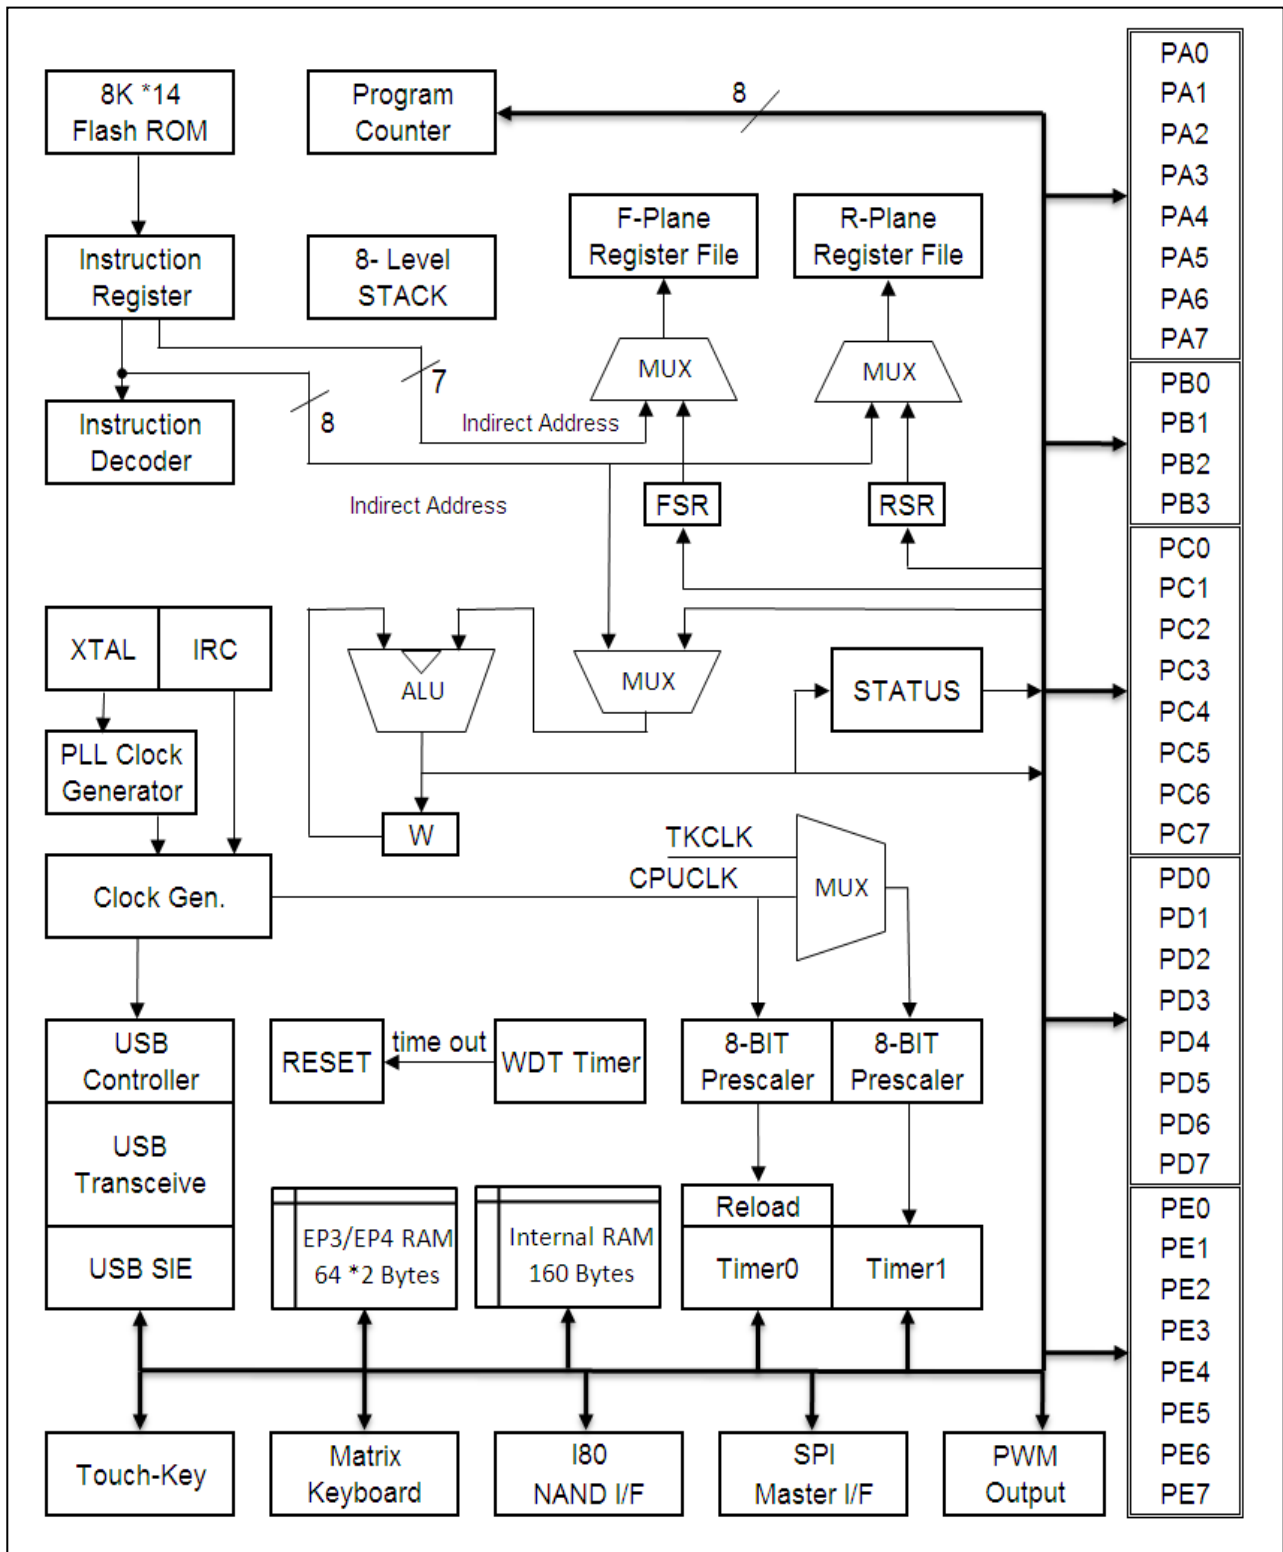 8K *14
Flash ROM
Program
Counter
8
F-Plane
Register File
R-Plane
Register File
Instruction
Register
8- Level
STACK
MUX
MUX
7
8
Indirect Address
Instruction
Decoder
Indirect Address
FSR
RSR
XTAL
IRC
ALU
MUX
STATUS
PLL Clock
Generator
W
TKCLK
CPUCLK
MUX
Clock Gen.
USB
Controller
RESET
time out
WDT Timer
8-BIT
Prescaler
8-BIT
Prescaler
USB
Transceive
USB SIE
EP3/EP4 RAM
64 *2 Bytes
Internal RAM
160 Bytes
Reload
Timer0
Timer1
Touch-Key
Matrix
Keyboard
I80
NAND I/F
SPI
Master I/F
PWM
Output
PA0
PA1
PA2
PA3
PA4
PA5
PA6
PA7
PB0
PB1
PB2
PB3
PC0
PC1
PC2
PC3
PC4
PC5
PC6
PC7
PD0
PD1
PD2
PD3
PD4
PD5
PD6
PD7
PE0
PE1
PE2
PE3
PE4
PE5
PE6
PE7